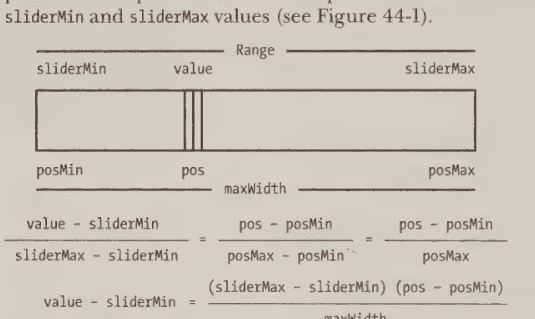 sliderMin and sliderMax values (see Figure 44-1).
Range
sliderMin value sliderMax
posMin pos posMax
maxWidth
value - sliderMin = pos - posMin = pos - posMin
sliderMax - sliderMin posMax - posMin posMax
(sliderMax - sliderMin) (pos - posMin)
value - sliderMin =
maxWidth